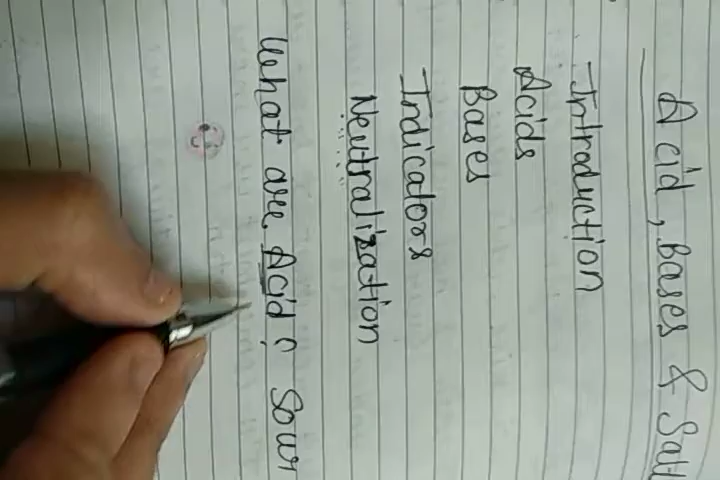 Acid, Bases & Salt
Introduction
Acids
Bases
Indicators
Neutralization
What are Acid? Sour